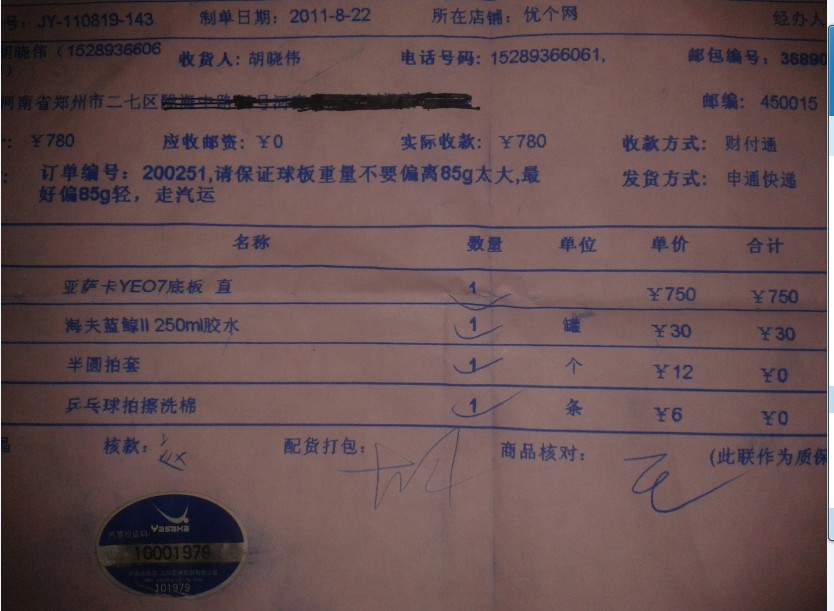 号: JY-110819-143 制单日期: 2011-8-22 所在店铺: 优个网 经办人
胡晓伟（1528936606 收货人: 胡晓伟 电话号码: 15289366061, 邮包编号: 36890
)
河南省郑州市二七区 邮编: 450015
: ￥780 应收邮资: ￥0 实际收款: ￥780 收款方式: 财付通
: 订单编号: 200251,请保证球板重量不要偏离85g太大,最 发货方式: 申通快递
好偏85g轻，走汽运
名称 数量 单位 单价 合计
亚萨卡YEO7底板 直 1 ￥750 ￥750
海夫蓝鲸II 250ml胶水 1 罐 ￥30 ￥30
半圆拍套 1 个 ￥12 ￥0
乒乓球拍擦洗棉 1 条 ￥6 ￥0
品 核款: 配货打包: 商品核对: (此联作为质保
Yasaka
10001979
101979